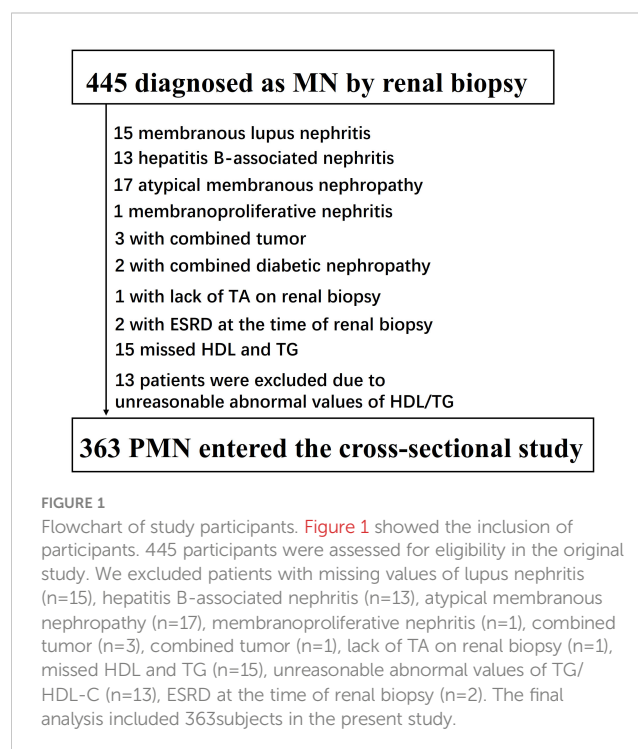 445 diagnosed as MN by renal biopsy
15 membranous lupus nephritis
13 hepatitis B-associated nephritis
17 atypical membranous nephropathy
1 membranoproliferative nephritis
3 with combined tumor
2 with combined diabetic nephropathy
1 with lack of TA on renal biopsy
2 with ESRD at the time of renal biopsy
15 missed HDL and TG
13 patients were excluded due to
unreasonable abnormal values of HDL/TG
363 PMN entered the cross-sectional study
FIGURE 1
Flowchart of study participants. Figure 1 showed the inclusion of
participants. 445 participants were assessed for eligibility in the original
study. We excluded patients with missing values of lupus nephritis
(n=15), hepatitis B-associated nephritis (n=13), atypical membranous
nephropathy (n=17), membranoproliferative nephritis (n=1), combined
tumor (n=3), combined tumor (n=1), lack of TA on renal biopsy (n=1),
missed HDL and TG (n=15), unreasonable abnormal values of TG/
HDL-C (n=13), ESRD at the time of renal biopsy (n=2). The final
analysis included 363subjects in the present study.